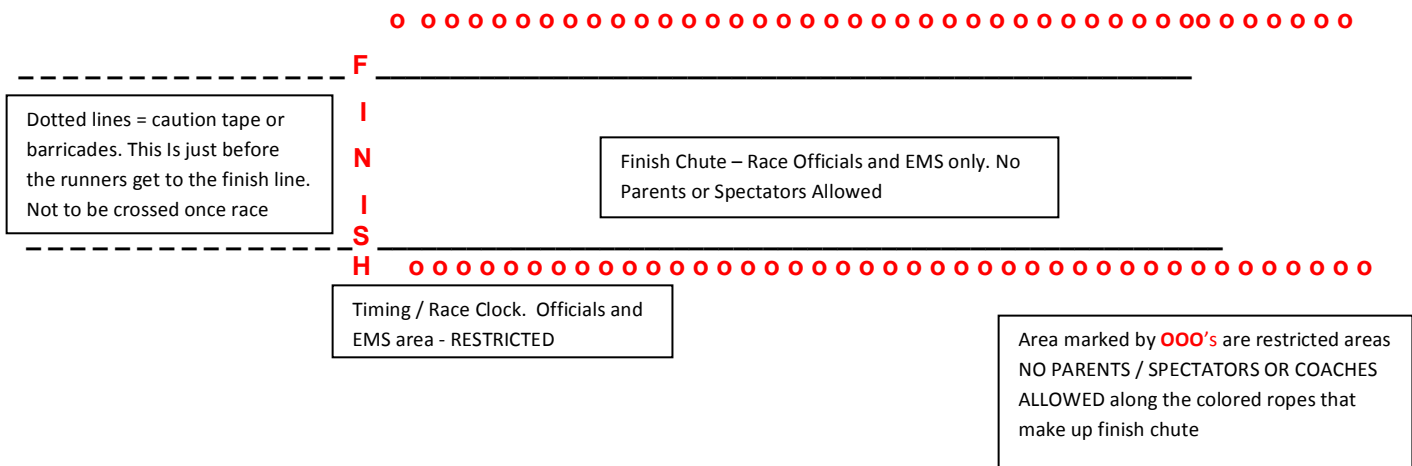 o o o o o o o o o o o o o o o o o o o o o o o o o o o o o o o o o oo o o o o o o
F
I
N
I
S
H
o o o o o o o o o o o o o o o o o o o o o o o o o o o o o o o o o o o o o o o o o
Dotted lines = caution tape or
barricades. This Is just before
the runners get to the finish line.
Not to be crossed once race
Finish Chute – Race Officials and EMS only. No
Parents or Spectators Allowed
Timing / Race Clock. Officials and
EMS area - RESTRICTED
Area marked by OOO's are restricted areas
NO PARENTS / SPECTATORS OR COACHES
ALLOWED along the colored ropes that
make up finish chute